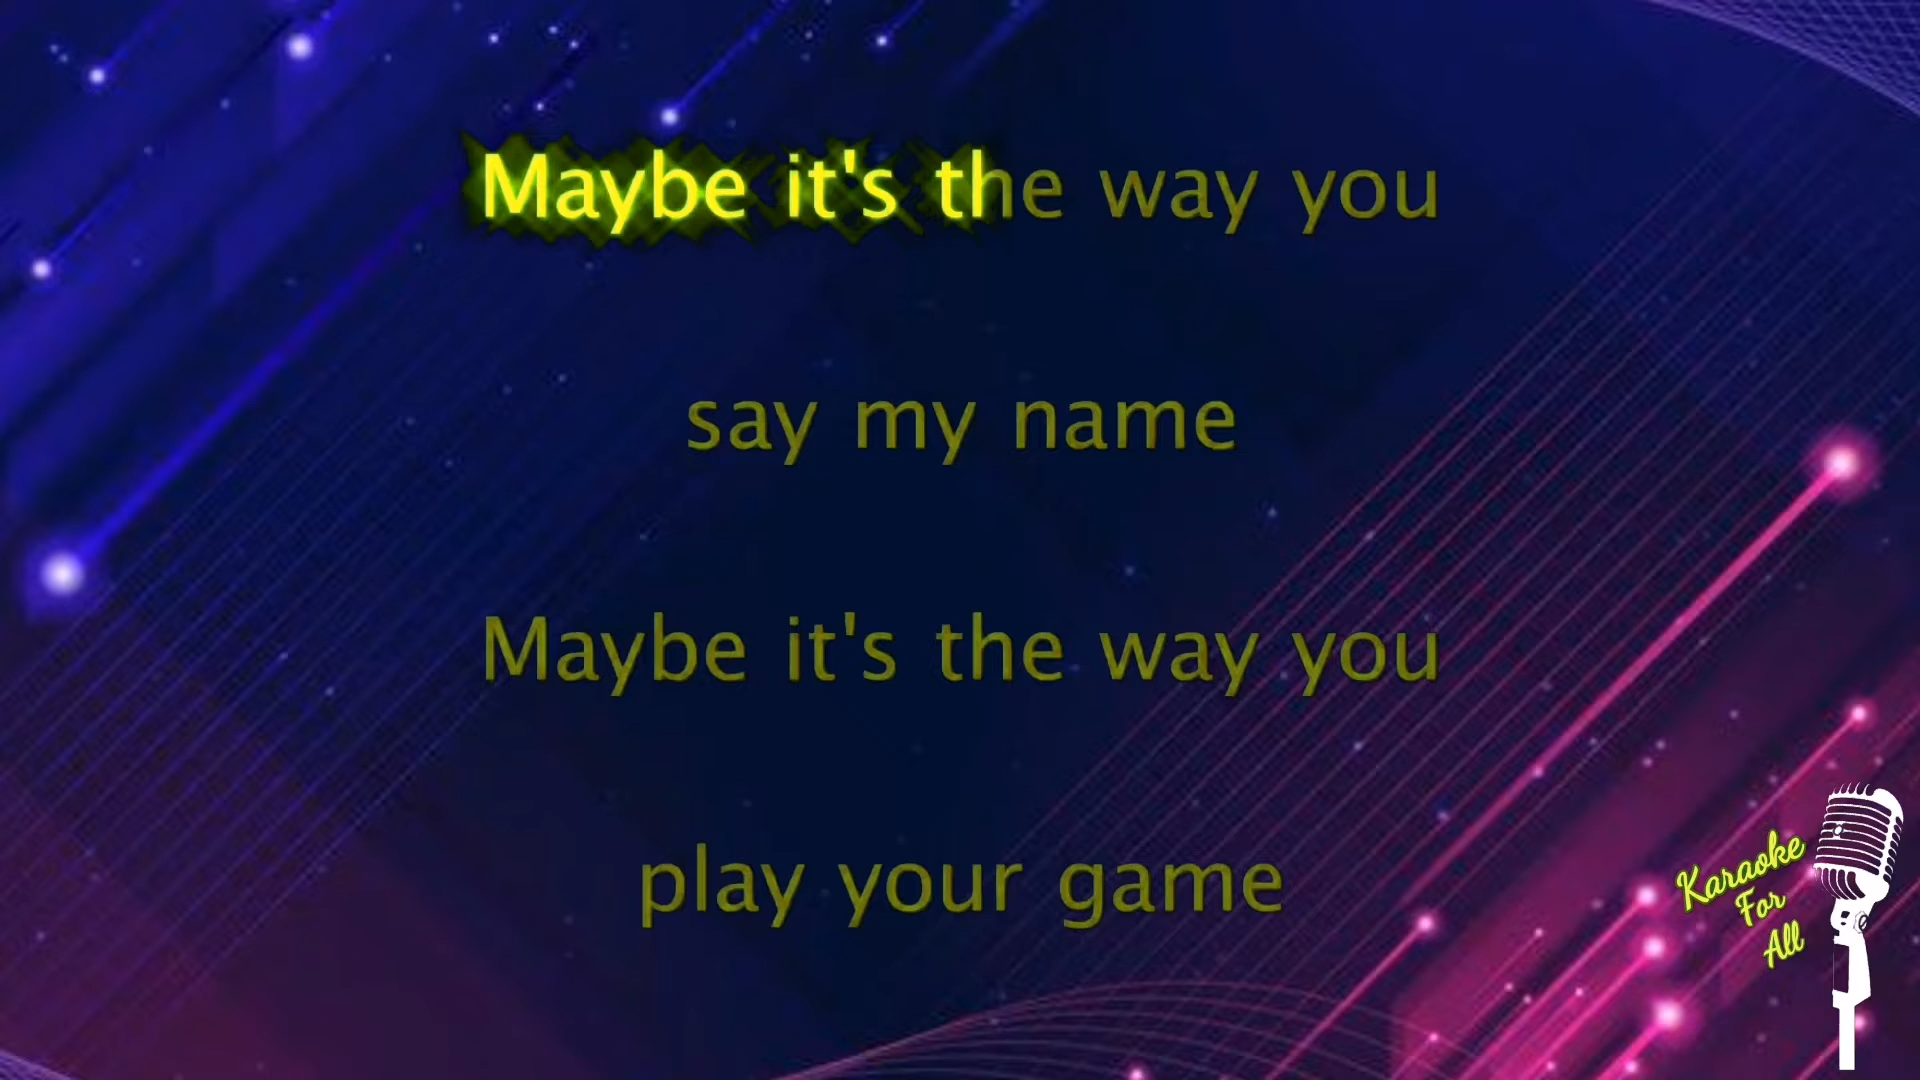 Maybe it's the way you
say my name
Maybe it's the way you
play your game
Karaoke
For
All